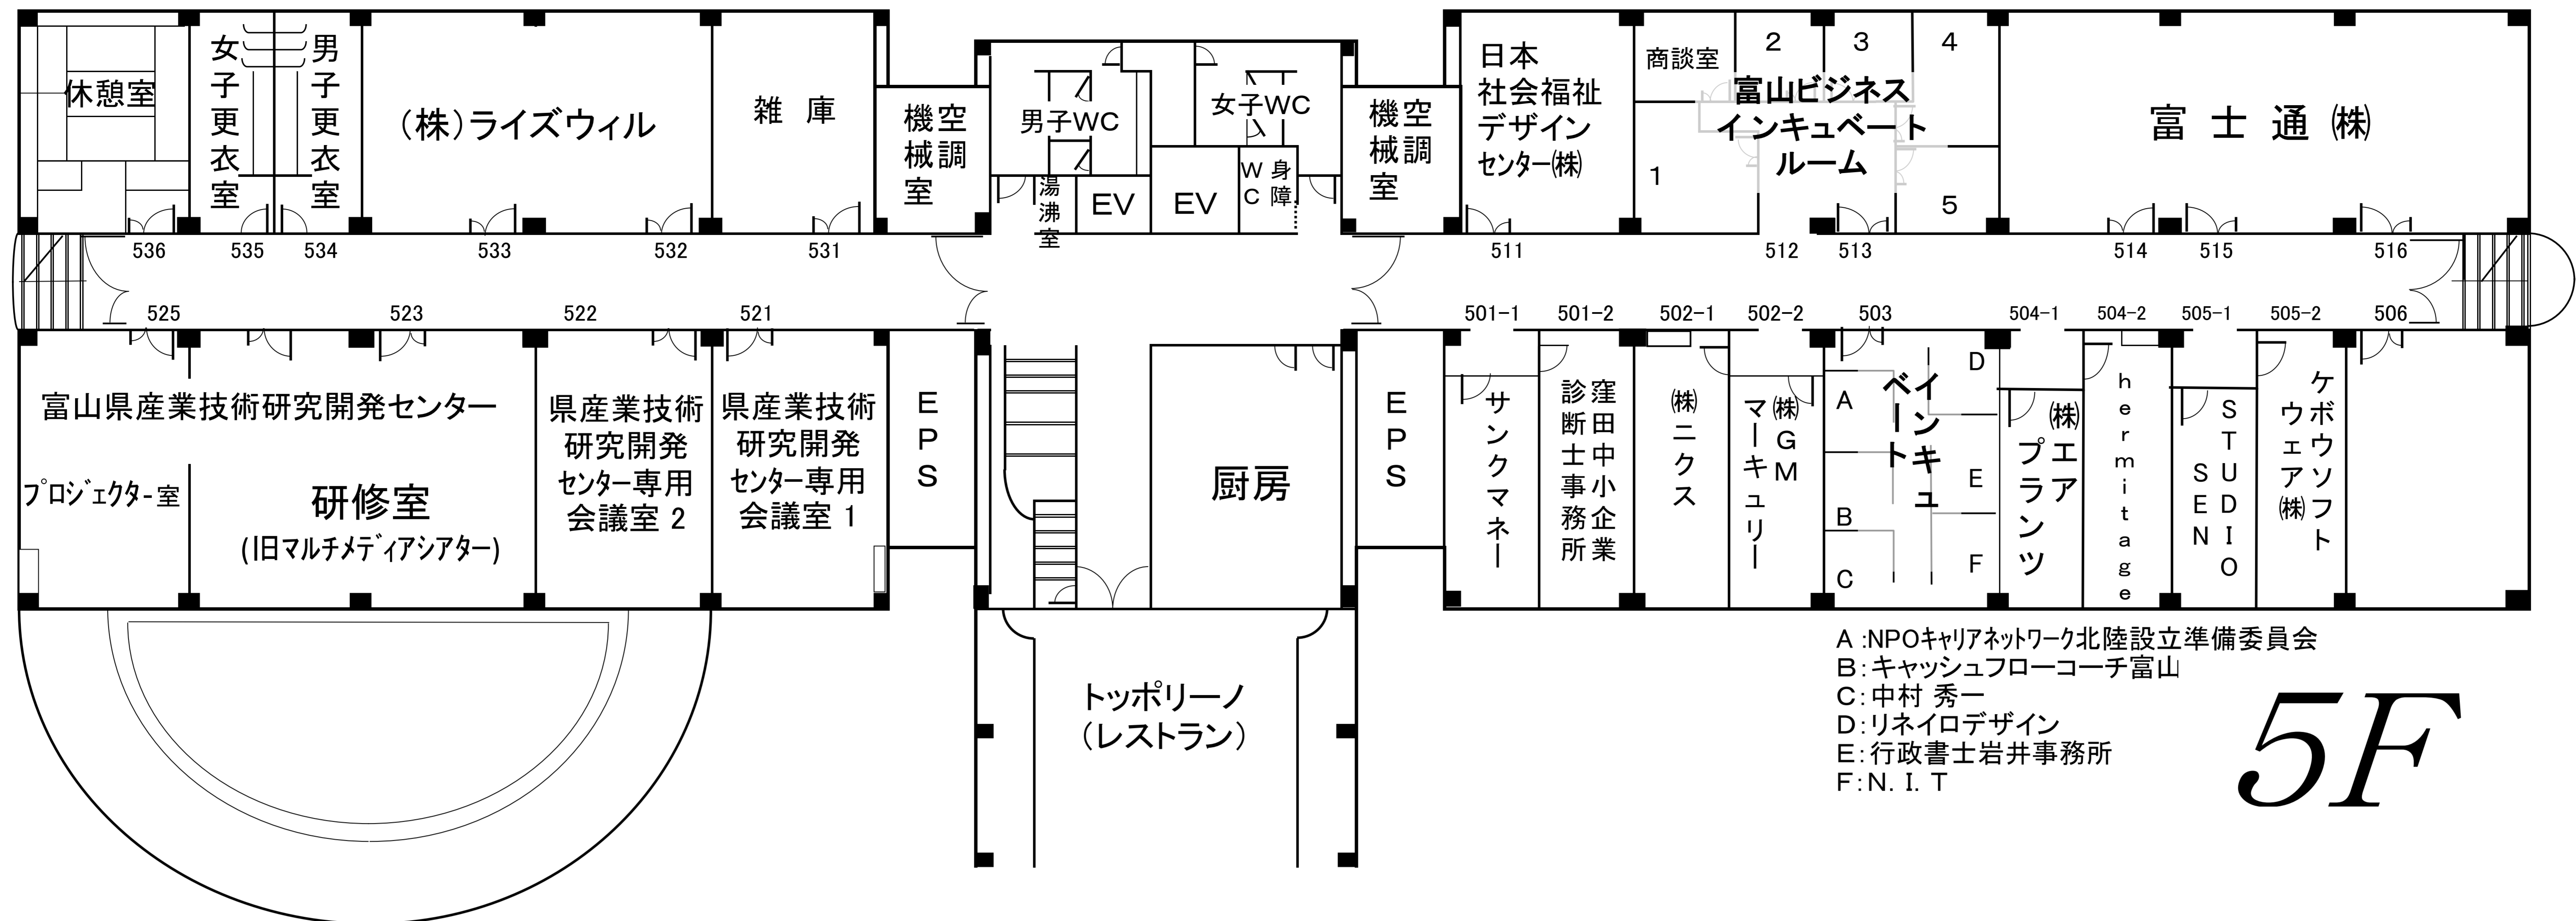 休憩室
女子更衣室
男子更衣室
(株)ライズウィル
雑 庫
空調
機械室
男子WC
女子WC
湯沸室
EV
EV
身障
WC
空調
機械室
日本
社会福祉
デザイン
センター㈱
商談室
1
2
3
4
5
富山ビジネス
インキュベート
ルーム
富 士 通 ㈱
536
535
534
533
532
531
511
512
513
514
515
516
525
523
522
521
501-1
501-2
502-1
502-2
503
504-1
504-2
505-1
505-2
506
富山県産業技術研究開発センター
プロジェクター室
研修室
(旧マルチメディアシアター)
県産業技術
研究開発
センター専用
会議室 2
県産業技術
研究開発
センター専用
会議室 1
EPS
厨房
EPS
サンクマネー
窪田中小企業
診断士事務所
㈱ニクス
㈱GM
マーキュリー
インキュ
ベート
A
B
C
D
E
F
㈱エア
プランツ
hermitage
STUDIO
SEN
ケボウソフト
ウェア㈱
トッポリーノ
(レストラン)
A:NPOキャリアネットワーク北陸設立準備委員会
B:キャッシュフローコーチ富山
C:中村 秀一
D:リネイロデザイン
E:行政書士岩井事務所
F:N.I.T
5F